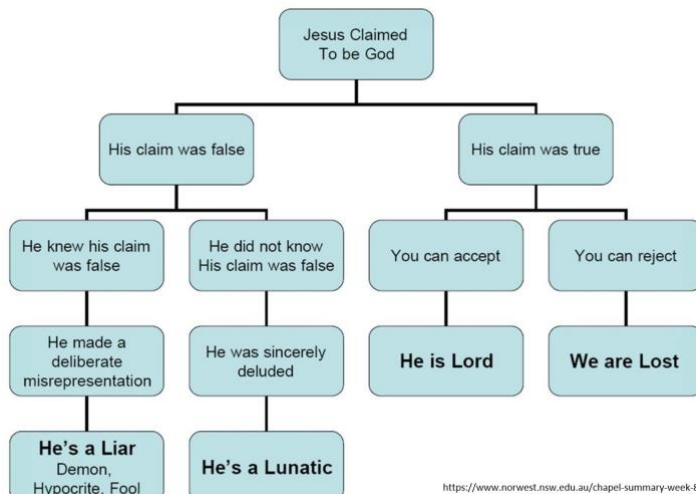 Jesus Claimed
To be God
His claim was false
His claim was true
He knew his claim
was false
He did not know
His claim was false
You can accept
You can reject
He made a
deliberate
misrepresentation
He was sincerely
deluded
He is Lord
We are Lost
He's a Liar
Demon,
Hypocrite, Fool
He's a Lunatic
https://www.norwest.nsw.edu.au/chapel-summary-week-